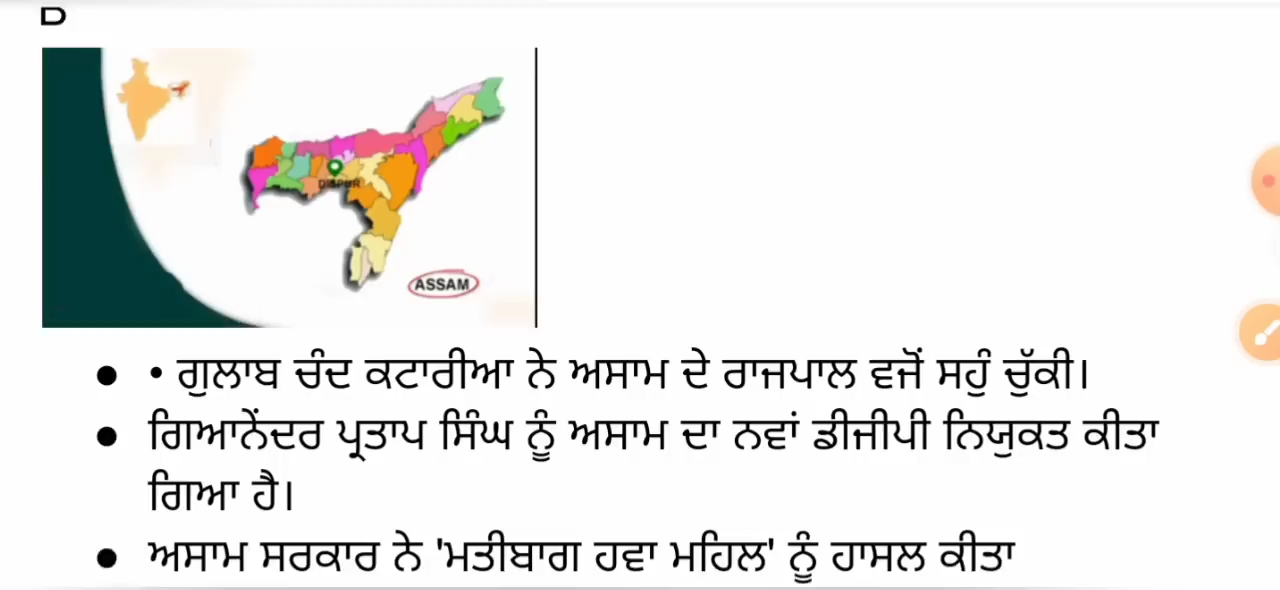 DISPUR
ASSAM
• ਗੁਲਾਬ ਚੰਦ ਕਟਾਰੀਆ ਨੇ ਅਸਾਮ ਦੇ ਰਾਜਪਾਲ ਵਜੋਂ ਸਹੁੰ ਚੁੱਕੀ।
ਗਿਆਨੇਂਦਰ ਪ੍ਰਤਾਪ ਸਿੰਘ ਨੂੰ ਅਸਾਮ ਦਾ ਨਵਾਂ ਡੀਜੀਪੀ ਨਿਯੁਕਤ ਕੀਤਾ
ਗਿਆ ਹੈ।
ਅਸਾਮ ਸਰਕਾਰ ਨੇ 'ਮਤੀਬਾਗ ਹਵਾ ਮਹਿਲ' ਨੂੰ ਹਾਸਲ ਕੀਤਾ